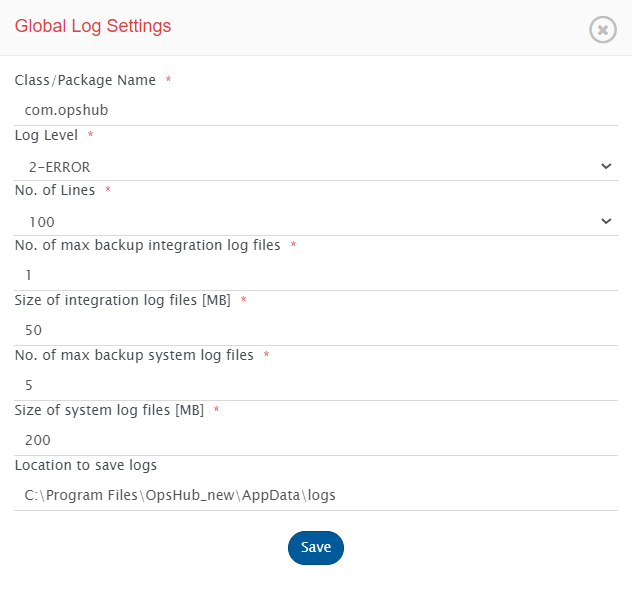 Global Log Settings
Class/Package Name *
com.opshub
Log Level *
2-ERROR
No. of Lines *
100
No. of max backup integration log files *
1
Size of integration log files [MB] *
50
No. of max backup system log files *
5
Size of system log files [MB] *
200
Location to save logs
C:\Program Files\OpsHub_new\AppData\logs
Save